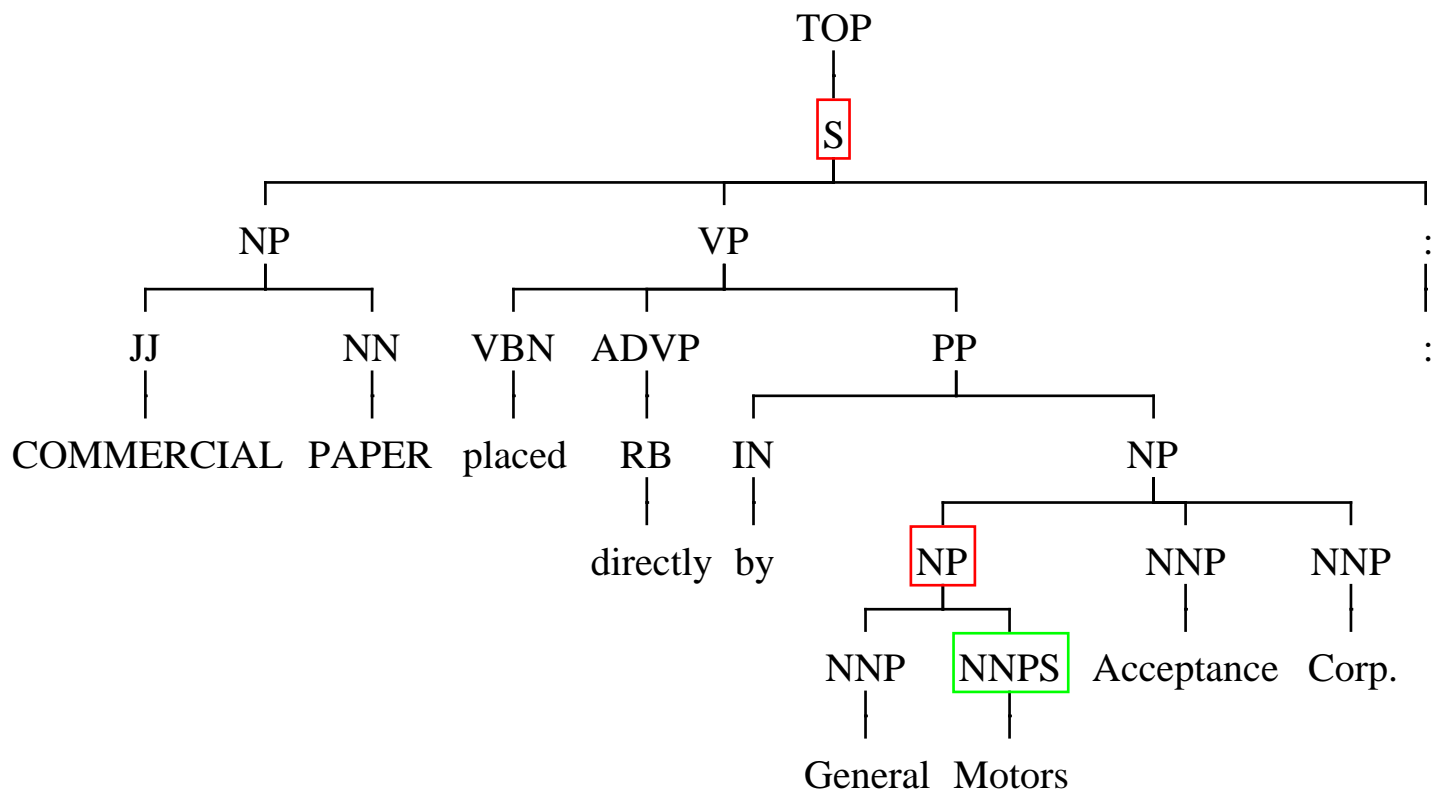 TOP
S
NP VP :
JJ NN VBN ADVP PP :
COMMERCIAL PAPER placed RB IN NP
directly by NP NNP NNP
NNP NNPS Acceptance Corp.
General Motors